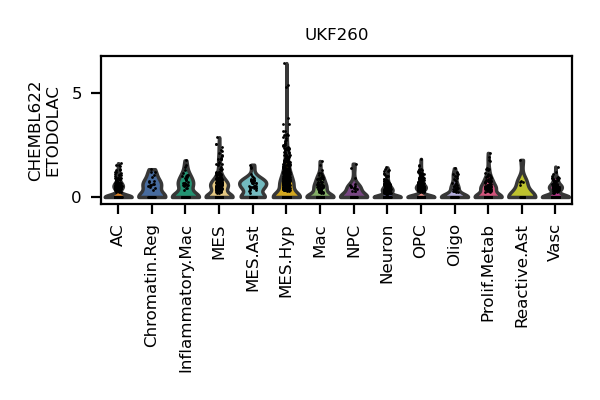 UKF260
CHEMBL622
ETODOLAC
5
0
AC
Chromatin.Reg
Inflammatory.Mac
MES
MES.Ast
MES.Hyp
Mac
NPC
Neuron
OPC
Oligo
Prolif.Metab
Reactive.Ast
Vasc